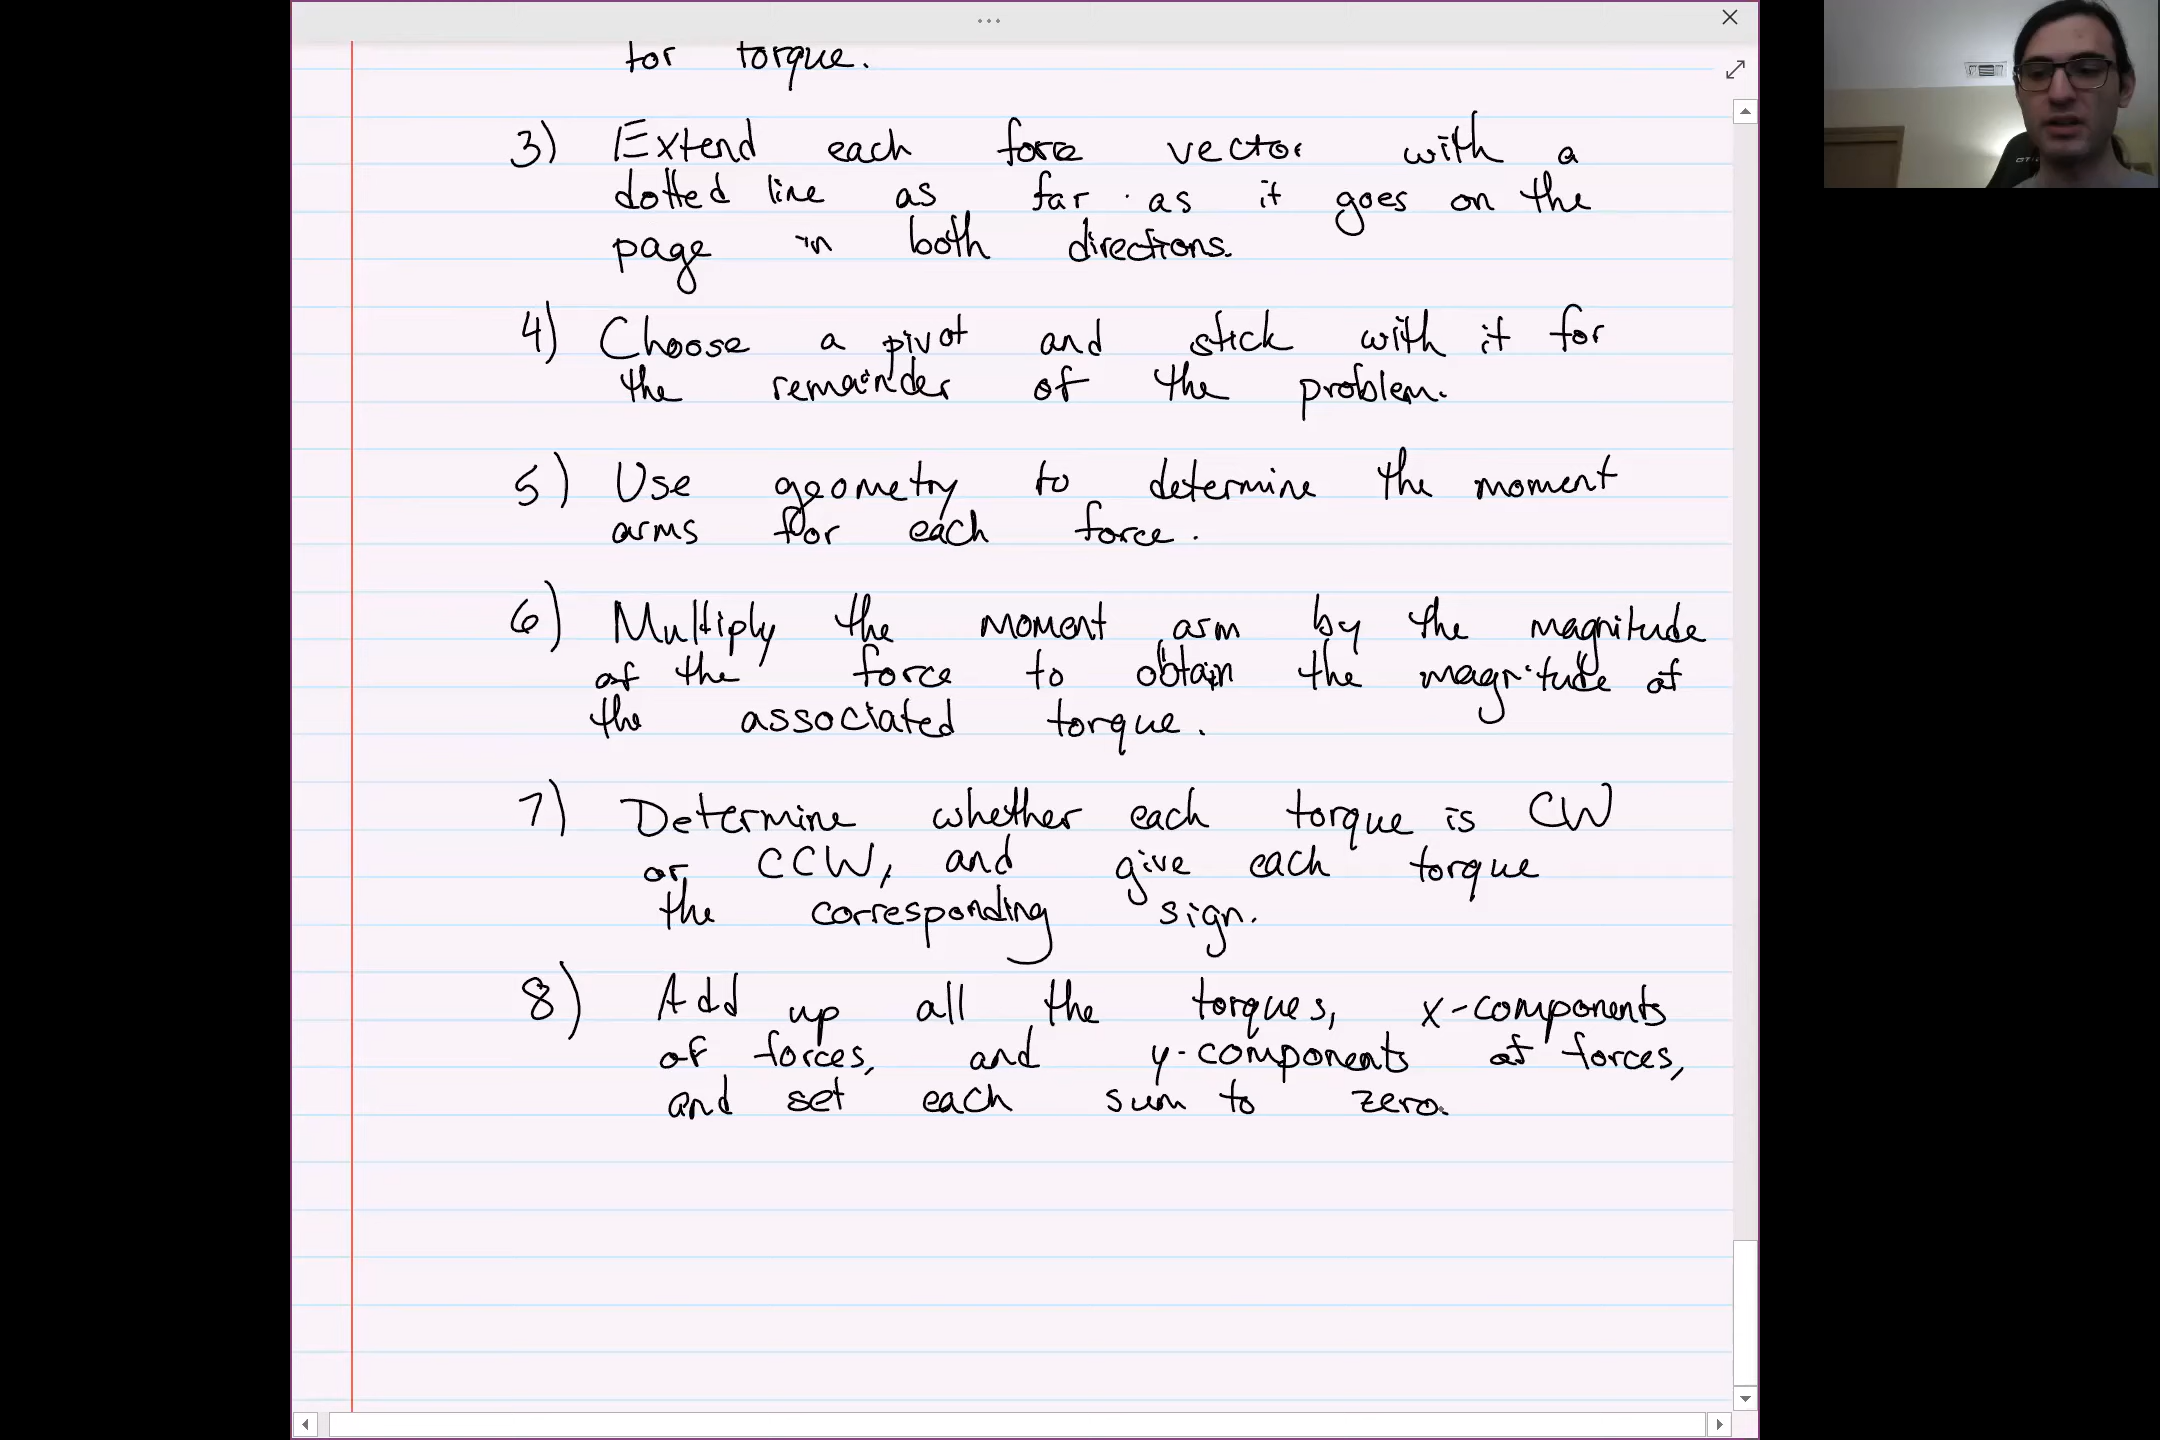 for torque.
3) Extend each force vector with a
dotted line as far as it goes on the
page in both directions.
4) Choose a pivot and stick with it for
the remainder of the problem.
5) Use geometry to determine the moment
arms for each force.
6) Multiply the moment arm by the magnitude
of the force to obtain the magnitude of
the associated torque.
7) Determine whether each torque is CW
or CCW, and give each torque
the corresponding sign.
8) Add up all the torques, x-components
of forces, and y-components of forces,
and set each sum to zero.